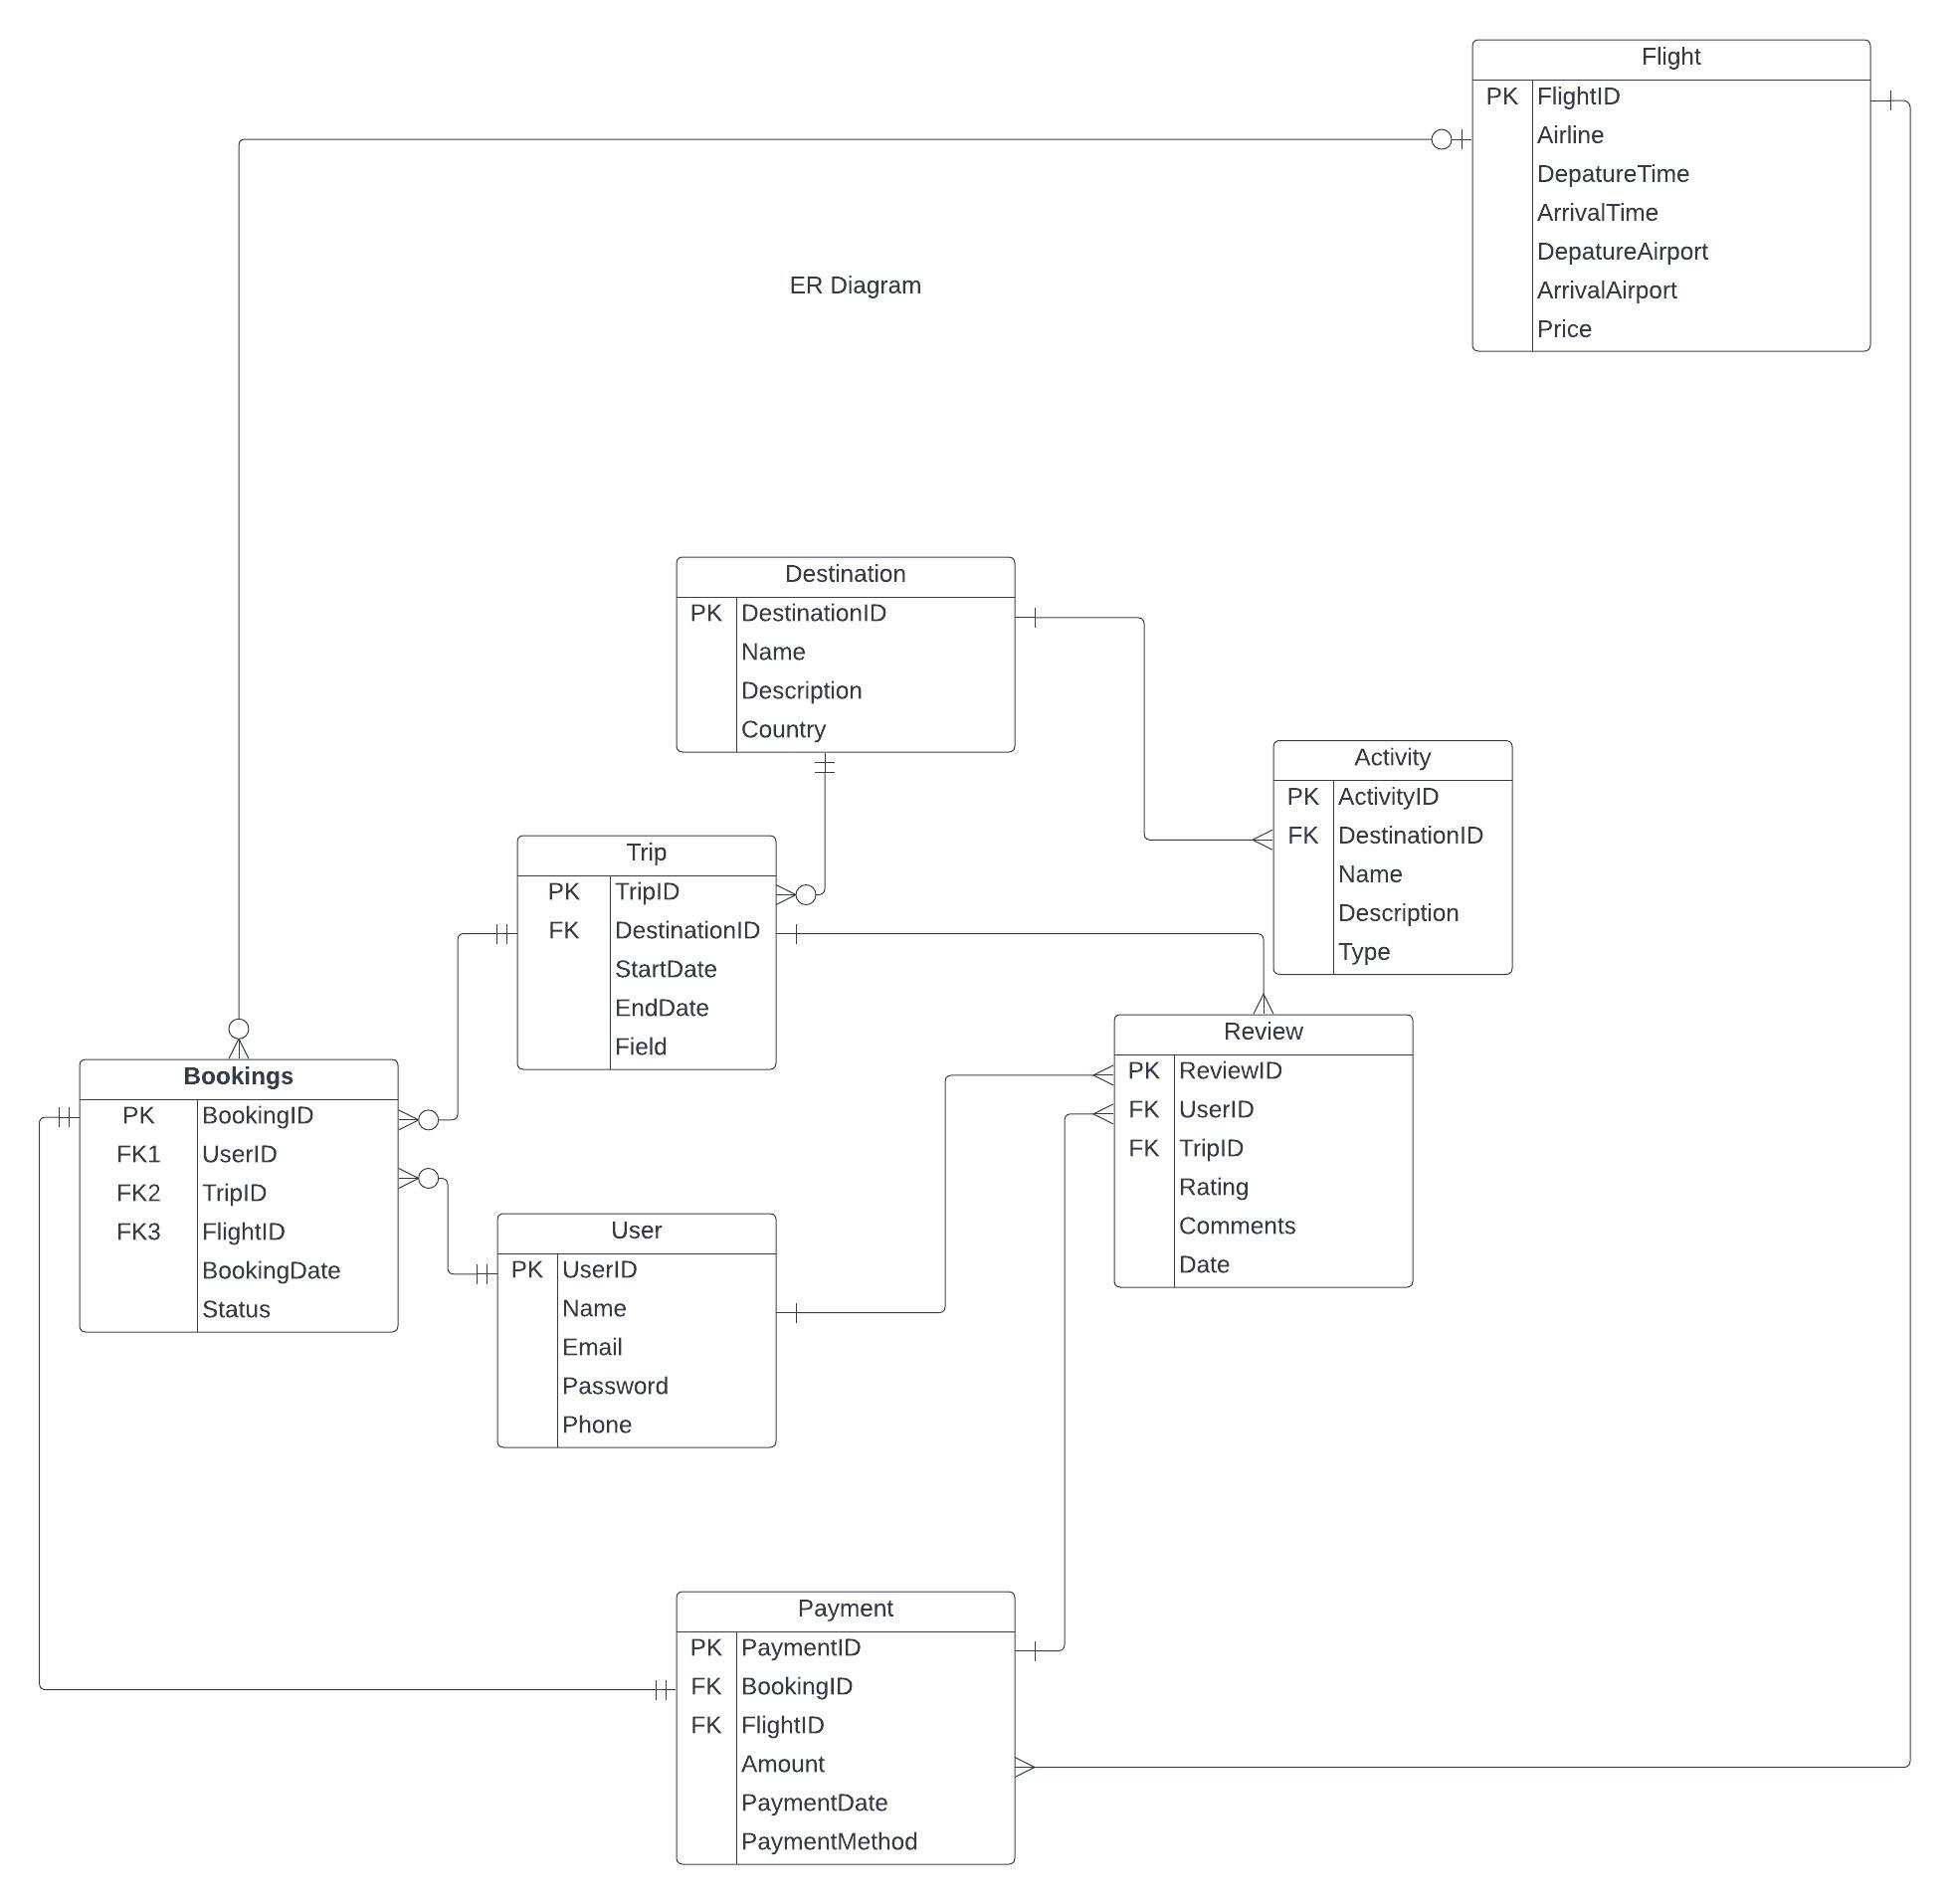 Flight
PK FlightID
Airline
DepatureTime
ArrivalTime
DepatureAirport
ArrivalAirport
Price
ER Diagram
Destination
PK DestinationID
Name
Description
Country
Activity
PK ActivityID
FK DestinationID
Name
Description
Type
Trip
PK TripID
FK DestinationID
StartDate
EndDate
Field
Review
PK ReviewID
FK UserID
FK TripID
Rating
Comments
Date
Bookings
PK BookingID
FK1 UserID
FK2 TripID
FK3 FlightID
BookingDate
Status
User
PK UserID
Name
Email
Password
Phone
Payment
PK PaymentID
FK BookingID
FK FlightID
Amount
PaymentDate
PaymentMethod